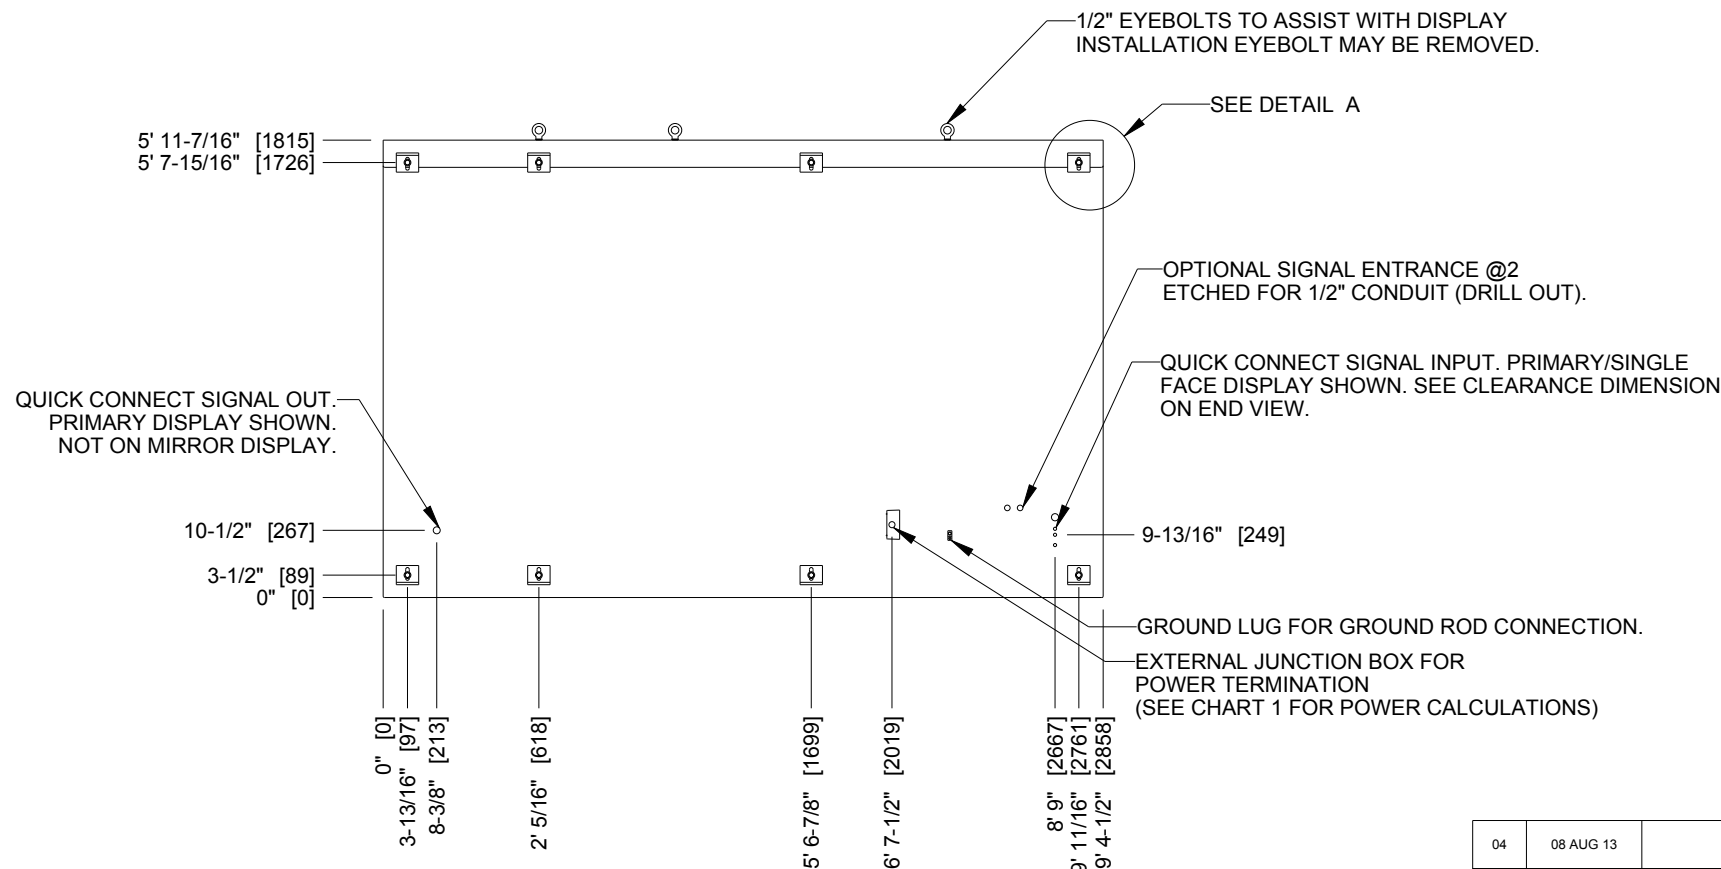 1/2" EYEBOLTS TO ASSIST WITH DISPLAY
INSTALLATION EYEBOLT MAY BE REMOVED.
SEE DETAIL A
5' 11-7/16" [1815]
5' 7-15/16" [1726]
OPTIONAL SIGNAL ENTRANCE @2
ETCHED FOR 1/2" CONDUIT (DRILL OUT).
QUICK CONNECT SIGNAL INPUT. PRIMARY/SINGLE
FACE DISPLAY SHOWN. SEE CLEARANCE DIMENSION
ON END VIEW.
QUICK CONNECT SIGNAL OUT.
PRIMARY DISPLAY SHOWN.
NOT ON MIRROR DISPLAY.
10-1/2" [267]
9-13/16" [249]
3-1/2" [89]
0" [0]
GROUND LUG FOR GROUND ROD CONNECTION.
EXTERNAL JUNCTION BOX FOR
POWER TERMINATION
(SEE CHART 1 FOR POWER CALCULATIONS)
0" [0]
3-13/16" [97]
8-3/8" [213]
2' 5/16" [618]
5' 6-7/8" [1699]
6' 7-1/2" [2019]
8' 9" [2667]
9' 11/16" [2761]
9' 4-1/2" [2858]
04 08 AUG 13